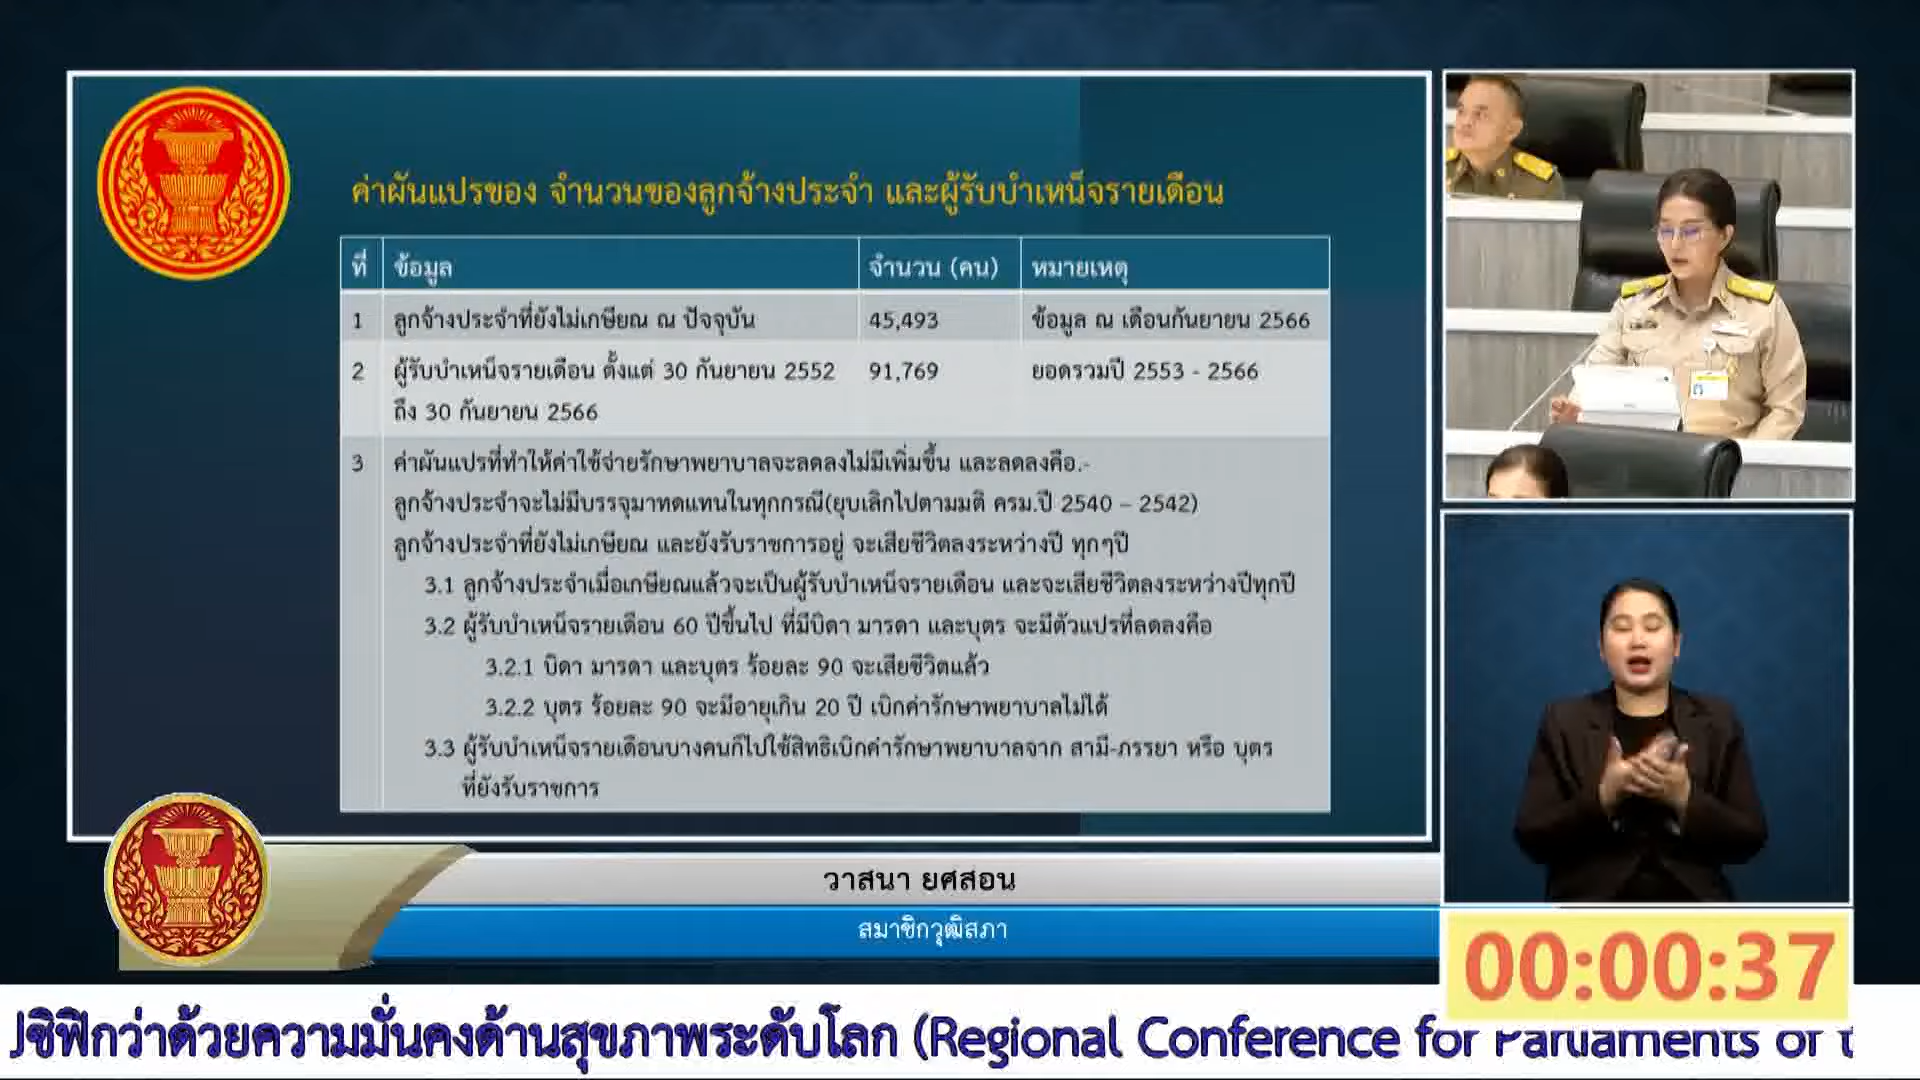 ค่าผันแปรของ จำนวนของลูกจ้างประจำ และผู้รับบำเหน็จรายเดือน
ที่ ข้อมูล จำนวน (คน) หมายเหตุ
1 ลูกจ้างประจำที่ยังไม่เกษียณ ณ ปัจจุบัน 45,493 ข้อมูล ณ เดือนกันยายน 2566
2 ผู้รับบำเหน็จรายเดือน ตั้งแต่ 30 กันยายน 2552 91,769 ยอดรวมปี 2553 - 2566
ถึง 30 กันยายน 2566
3 ค่าผันแปรที่ทำให้ค่าใช้จ่ายรักษาพยาบาลจะลดลงไม่มีเพิ่มขึ้น และลดลงคือ.-
ลูกจ้างประจำจะไม่มีบรรจุมาทดแทนในทุกกรณี(ยุบเลิกไปตามมติ ครม.ปี 2540 – 2542)
ลูกจ้างประจำที่ยังไม่เกษียณ และยังรับราชการอยู่ จะเสียชีวิตลงระหว่างปี ทุกๆปี
3.1 ลูกจ้างประจำเมื่อเกษียณแล้วจะเป็นผู้รับบำเหน็จรายเดือน และจะเสียชีวิตลงระหว่างปีทุกปี
3.2 ผู้รับบำเหน็จรายเดือน 60 ปีขึ้นไป ที่มีบิดา มารดา และบุตร จะมีตัวแปรที่ลดลงคือ
3.2.1 บิดา มารดา และบุตร ร้อยละ 90 จะเสียชีวิตแล้ว
3.2.2 บุตร ร้อยละ 90 จะมีอายุเกิน 20 ปี เบิกค่ารักษาพยาบาลไม่ได้
3.3 ผู้รับบำเหน็จรายเดือนบางคนก็ไปใช้สิทธิเบิกค่ารักษาพยาบาลจาก สามี-ภรรยา หรือ บุตร
ที่ยังรับราชการ
วาสนา ยศสอน
สมาชิกวุฒิสภา
00:00:37
ซิฟิกว่าด้วยความมั่นคงด้านสุขภาพระดับโลก (Regional Conference for Parliaments of t